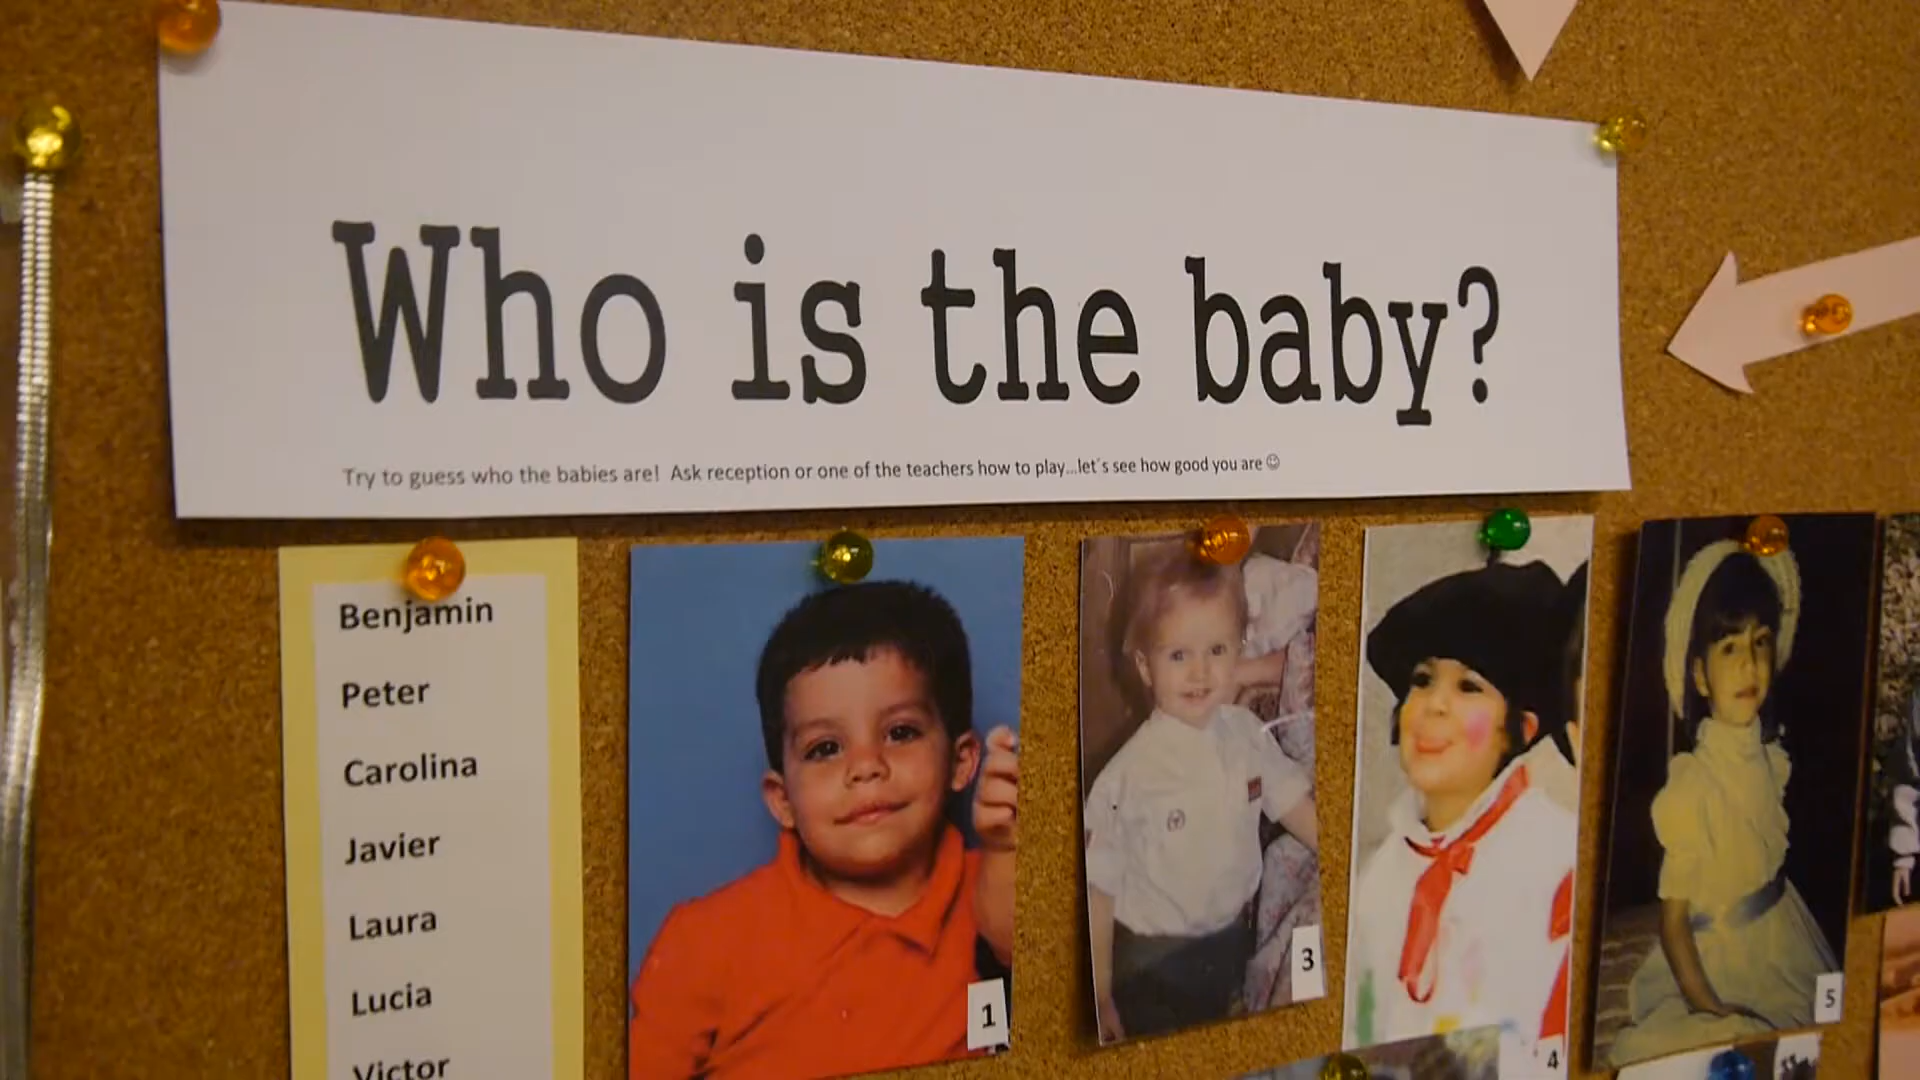 Who is the baby?
Try to guess who the babies are!  Ask reception or one of the teachers how to play...let´s see how good you are ☺
Benjamin
Peter
Carolina
Javier
Laura
Lucia
Victor
1
3
4
5